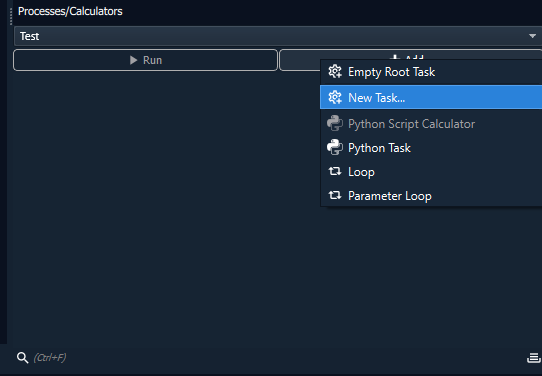 Processes/Calculators
Test
Run
Add
Empty Root Task
New Task...
Python Script Calculator
Python Task
Loop
Parameter Loop
(Ctrl+F)